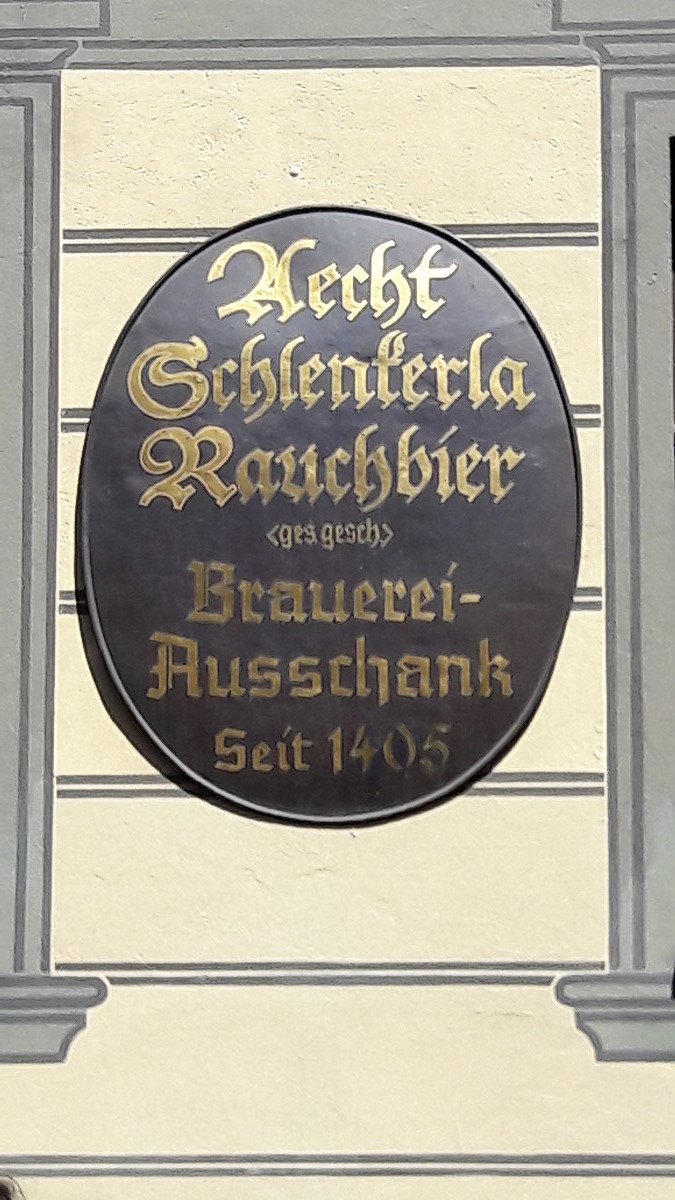 Aecht
Schlenkerla
Rauchbier
<ges.gesch.>
Brauerei-
Ausschank
Seit 1405